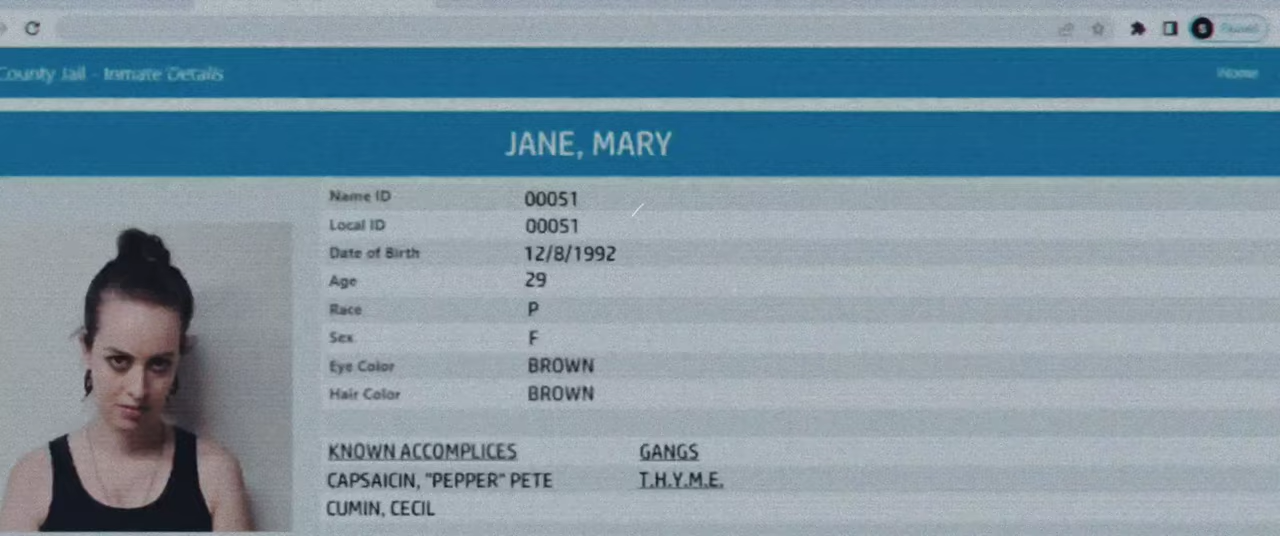 County Jail - Inmate Details
Home
JANE, MARY
Name ID 00051
Local ID 00051
Date of Birth 12/8/1992
Age 29
Race P
Sex F
Eye Color BROWN
Hair Color BROWN
KNOWN ACCOMPLICES GANGS
CAPSAICIN, "PEPPER" PETE T.H.Y.M.E.
CUMIN, CECIL